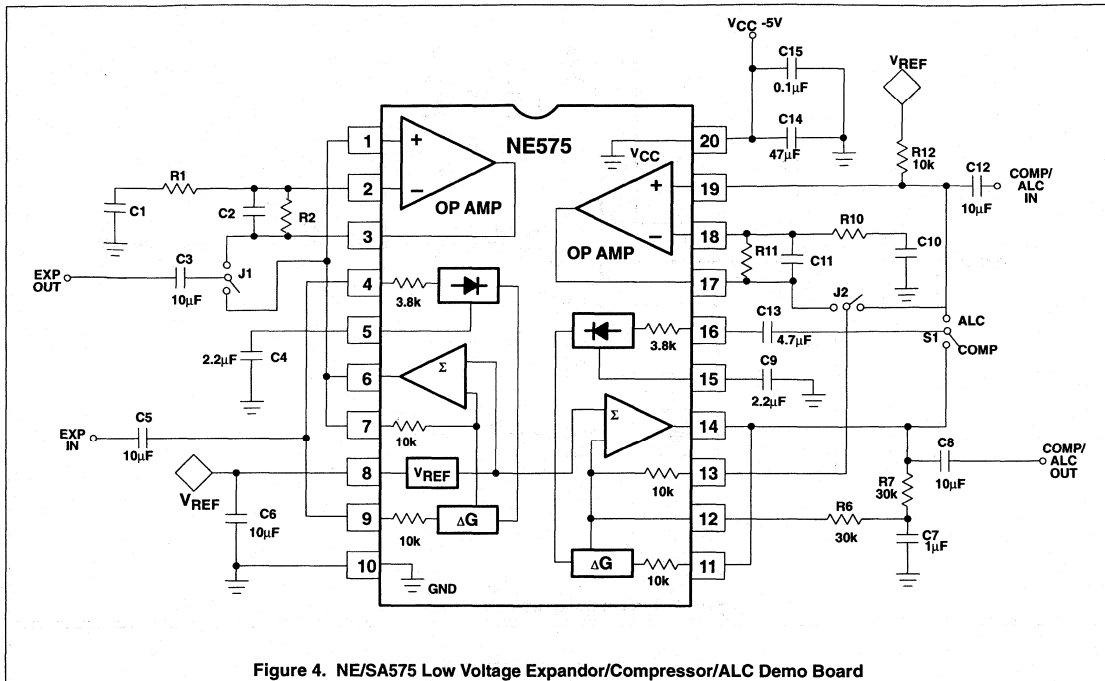 VCC -5V
C15
0.1µF
C14
47µF
VREF
R12
10k
C12
10µF
COMP/
ALC
IN
NE575
1
+
2
−
3
OP AMP
20
VCC
19
+
18
−
17
OP AMP
R1
C1
C2
R2
C3
10µF
J1
EXP
OUT
R10
R11
C11
C10
J2
4
3.8k
5
C4
2.2µF
6
Σ
7
10k
C5
10µF
EXP
IN
8
VREF
VREF
C6
10µF
9
10k
ΔG
10
GND
16
3.8k
C13
4.7µF
ALC
S1
COMP
15
C9
2.2µF
14
Σ
13
10k
12
11
ΔG
10k
R6
30k
R7
30k
C8
10µF
C7
1µF
COMP/
ALC
OUT
Figure 4. NE/SA575 Low Voltage Expandor/Compressor/ALC Demo Board